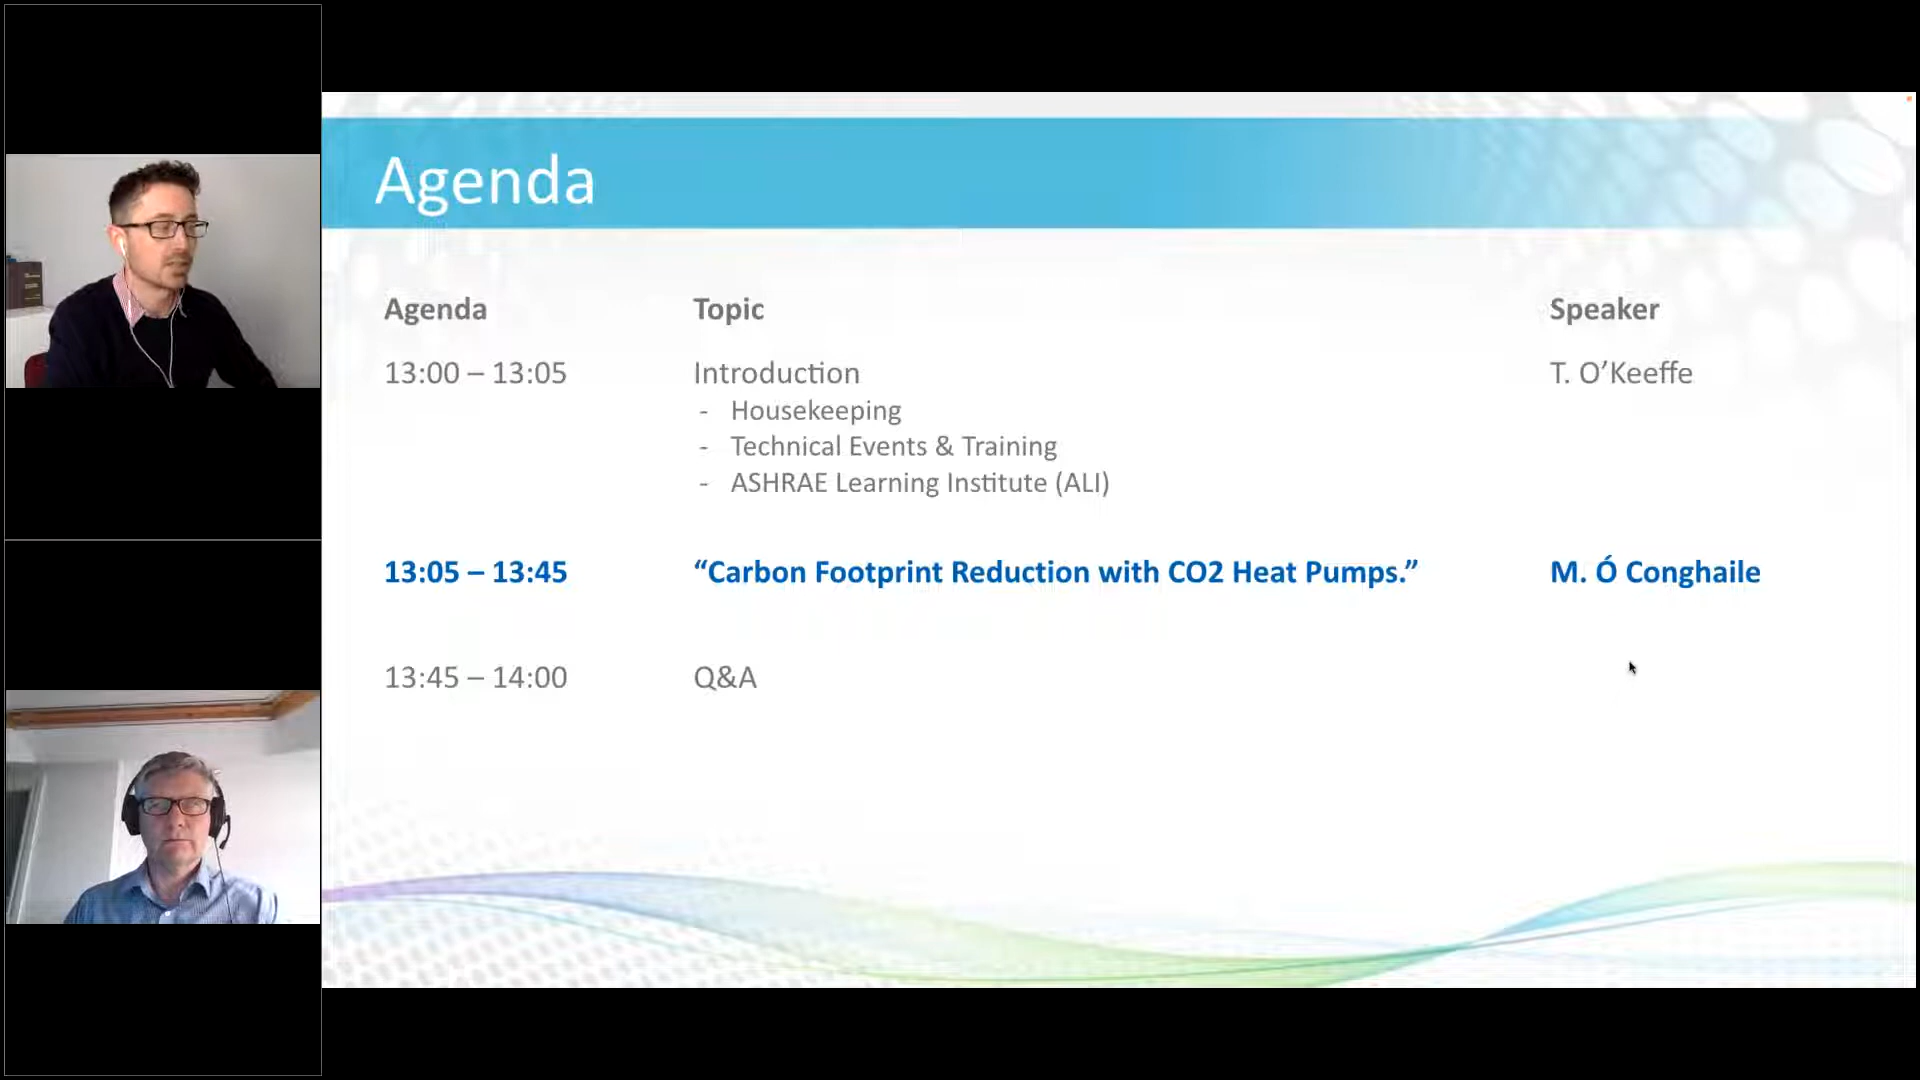 Agenda
Agenda Topic Speaker
13:00 – 13:05 Introduction T. O’Keeffe
- Housekeeping
- Technical Events & Training
- ASHRAE Learning Institute (ALI)
13:05 – 13:45 “Carbon Footprint Reduction with CO2 Heat Pumps.” M. Ó Conghaile
13:45 – 14:00 Q&A